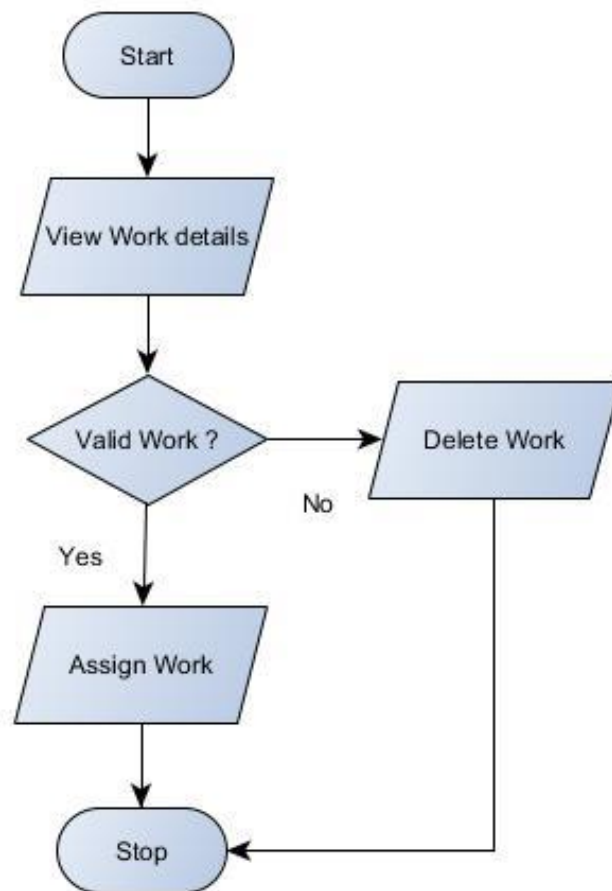 Start
View Work details
Valid Work ?
Delete Work
No
Yes
Assign Work
Stop